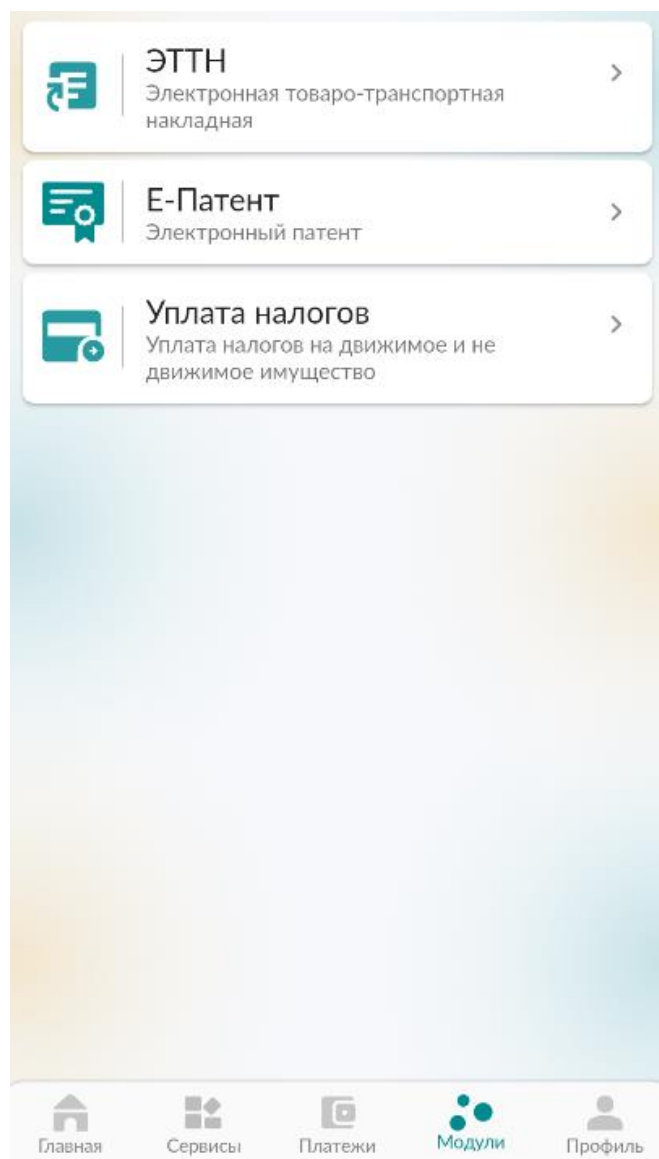 ЭТТН
Электронная товаро-транспортная
накладная
Е-Патент
Электронный патент
Уплата налогов
Уплата налогов на движимое и не
движимое имущество
Главная
Сервисы
Платежи
Модули
Профиль